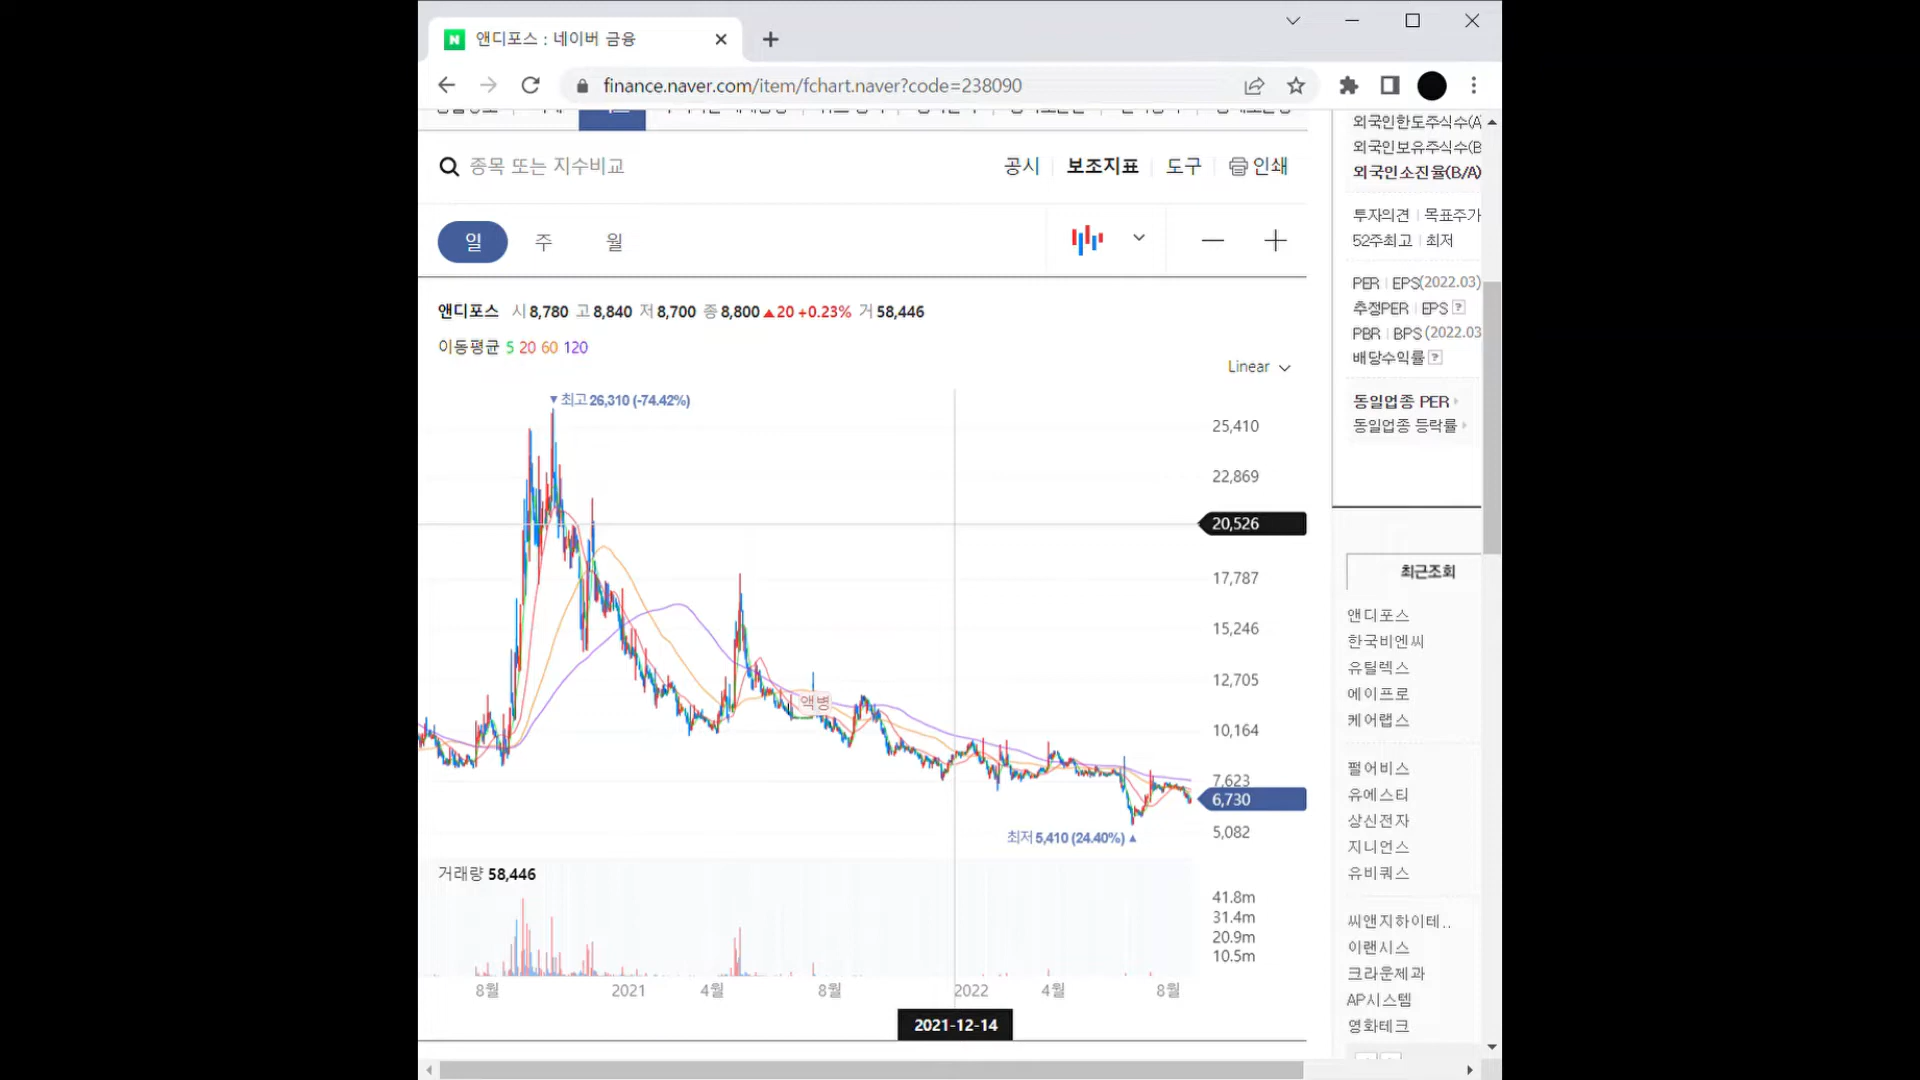 앤디포스 : 네이버 금융
finance.naver.com/item/fchart.naver?code=238090
종목 또는 지수비교
공시 보조지표 도구 인쇄
일 주 월
앤디포스 시 8,780 고 8,840 저 8,700 종 8,800 ▲20 +0.23% 거 58,446
이동평균 5 20 60 120
Linear
▼최고 26,310 (-74.42%)
25,410
22,869
20,526
17,787
15,246
12,705
액병
10,164
7,623
6,730
5,082
최저 5,410 (24.40%) ▲
거래량 58,446
41.8m
31.4m
20.9m
10.5m
8월 2021 4월 8월 2022 4월 8월
2021-12-14
외국인한도주식수(A
외국인보유주식수(B
외국인소진율(B/A)
투자의견 | 목표주가
52주최고 | 최저
PER | EPS(2022.03)
추정PER | EPS ?
PBR | BPS (2022.03
배당수익률 ?
동일업종 PER
동일업종 등락률
최근조회
앤디포스
한국비엔씨
유틸렉스
에이프로
케어랩스
펄어비스
유에스티
상신전자
지니언스
유비쿼스
씨앤지하이테..
이랜시스
크라운제과
AP시스템
영화테크